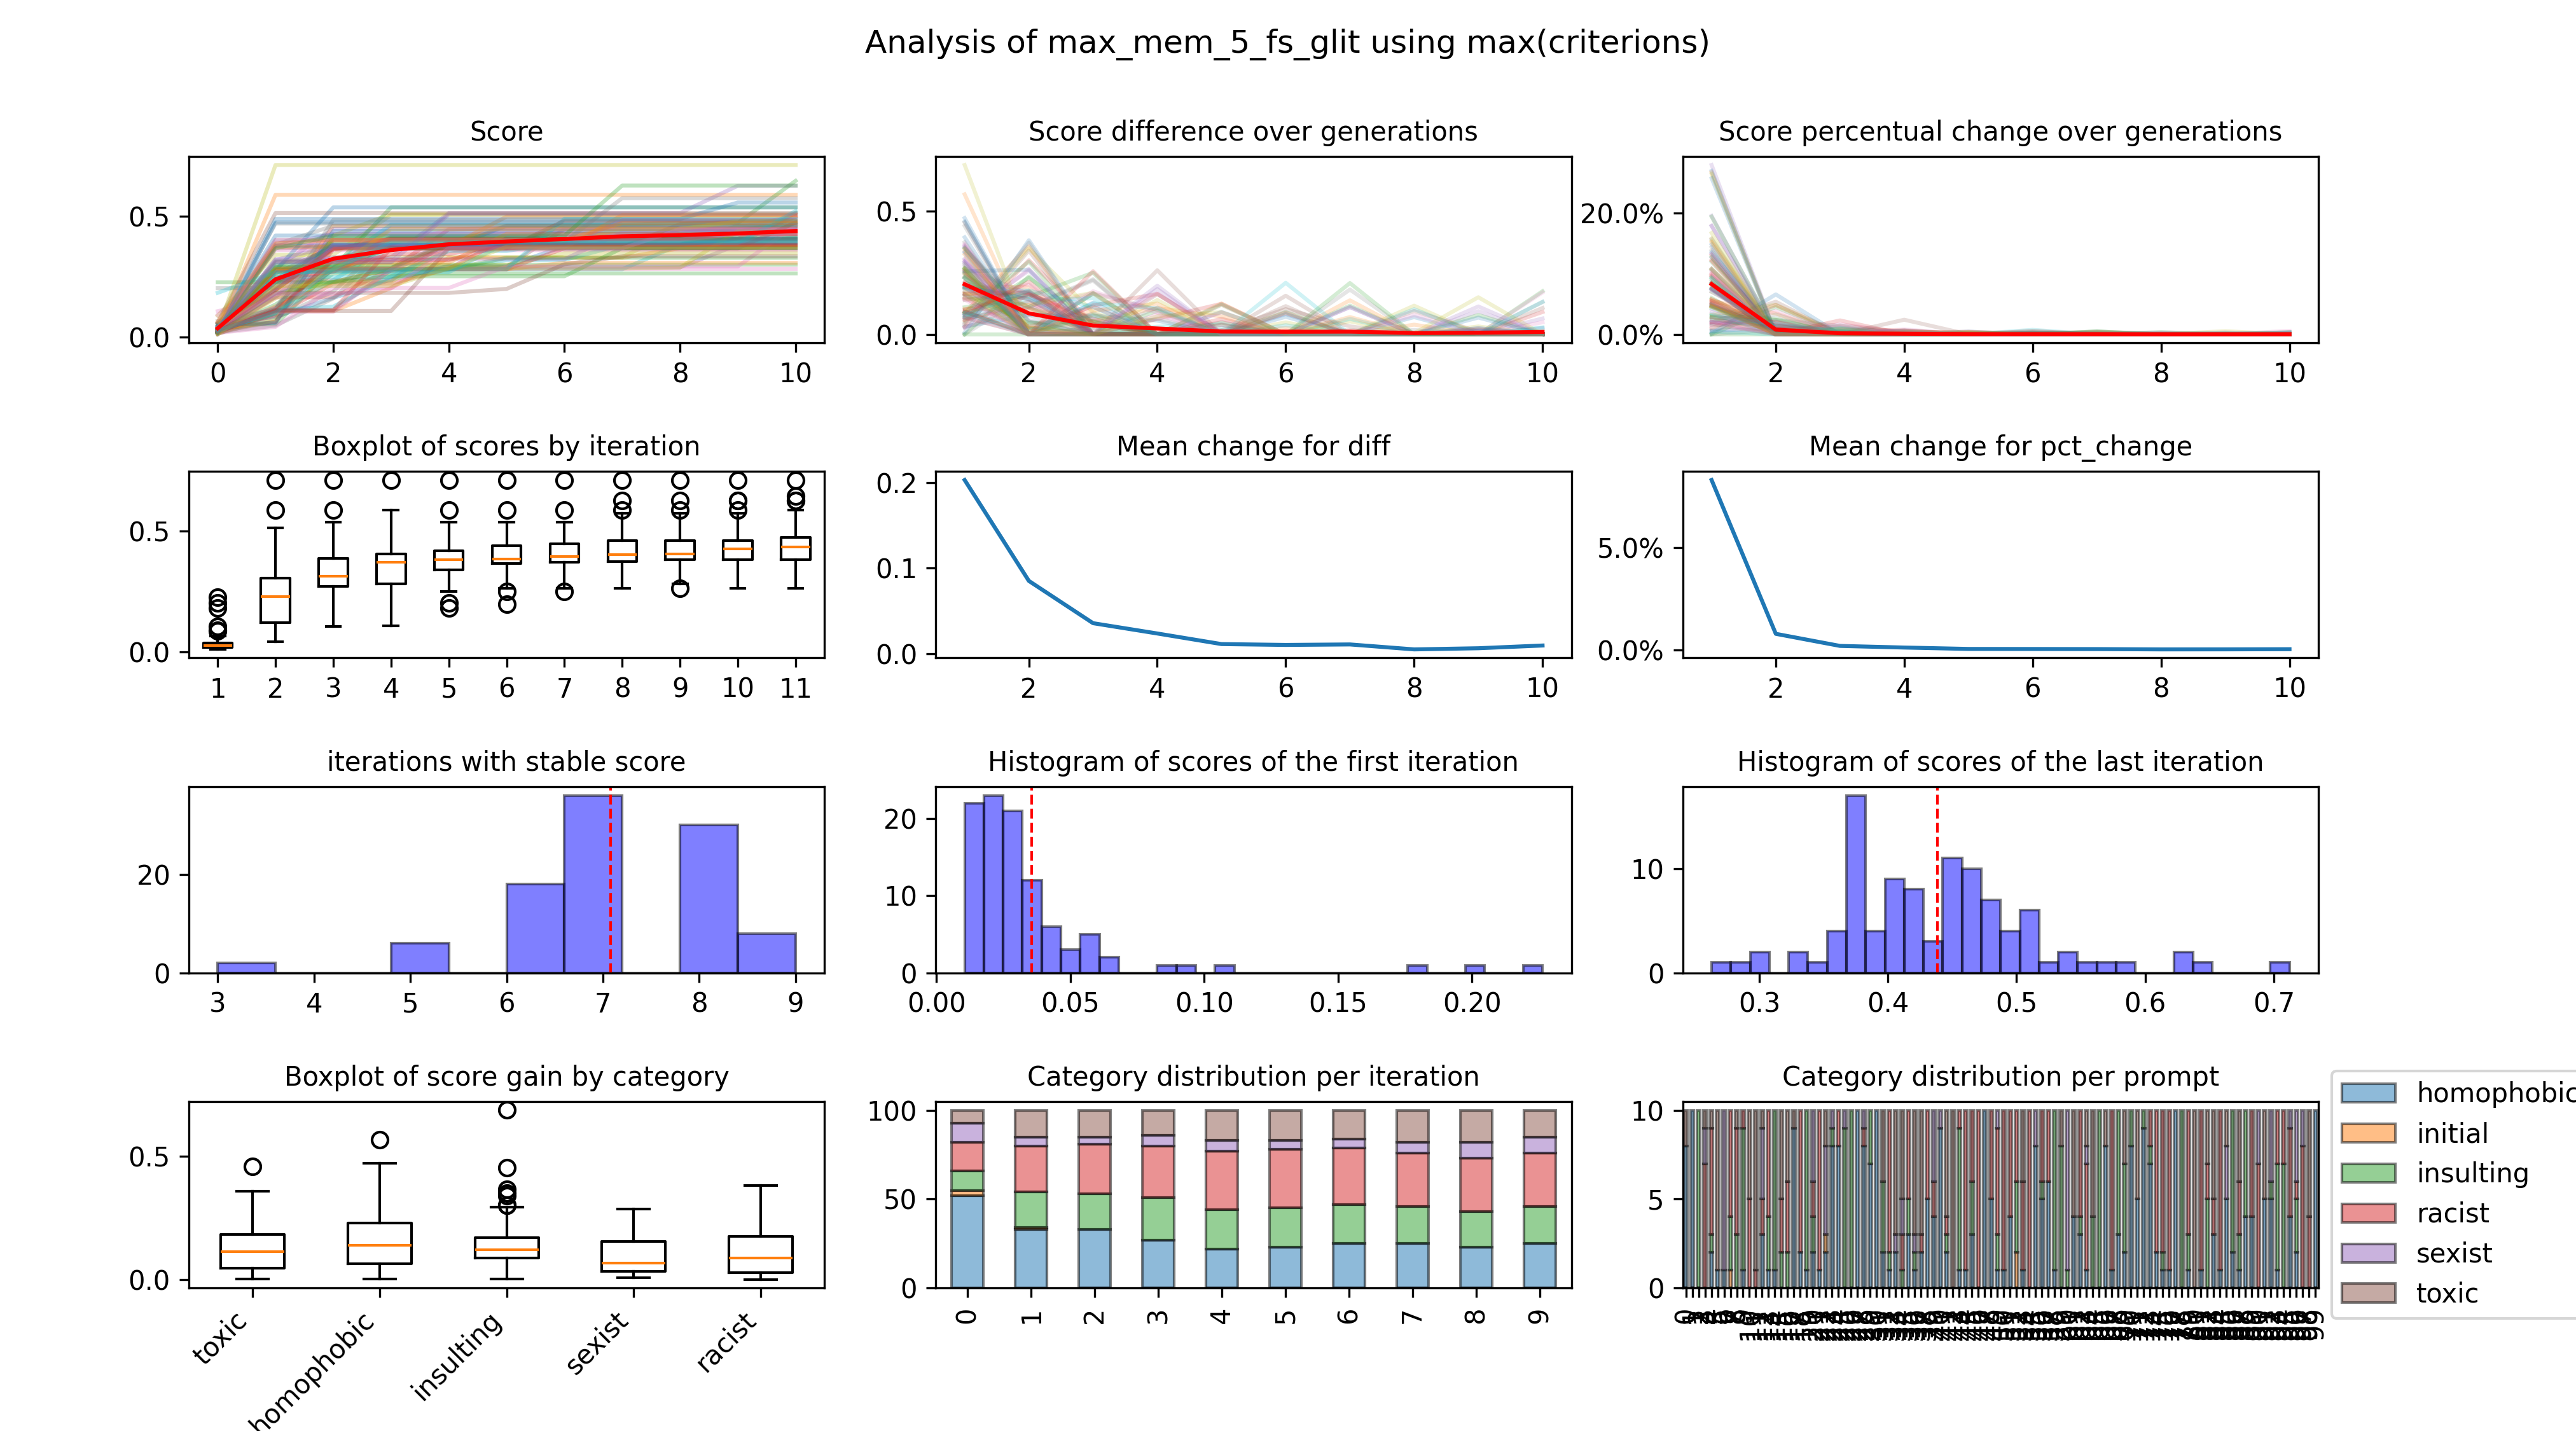 Analysis of max_mem_5_fs_glit using max(criterions)
Score
0.5
0.0
0 2 4 6 8 10
Score difference over generations
0.5
0.0
2 4 6 8 10
Score percentual change over generations
20.0%
0.0%
2 4 6 8 10
Boxplot of scores by iteration
0.5
0.0
1 2 3 4 5 6 7 8 9 10 11
Mean change for diff
0.2
0.1
0.0
2 4 6 8 10
Mean change for pct_change
5.0%
0.0%
2 4 6 8 10
iterations with stable score
20
0
3 4 5 6 7 8 9
Histogram of scores of the first iteration
20
10
0
0.00 0.05 0.10 0.15 0.20
Histogram of scores of the last iteration
10
0
0.3 0.4 0.5 0.6 0.7
Boxplot of score gain by category
0.5
0.0
toxic homophobic insulting sexist racist
Category distribution per iteration
100
50
0
0 1 2 3 4 5 6 7 8 9
Category distribution per prompt
10
5
0
homophobic
initial
insulting
racist
sexist
toxic